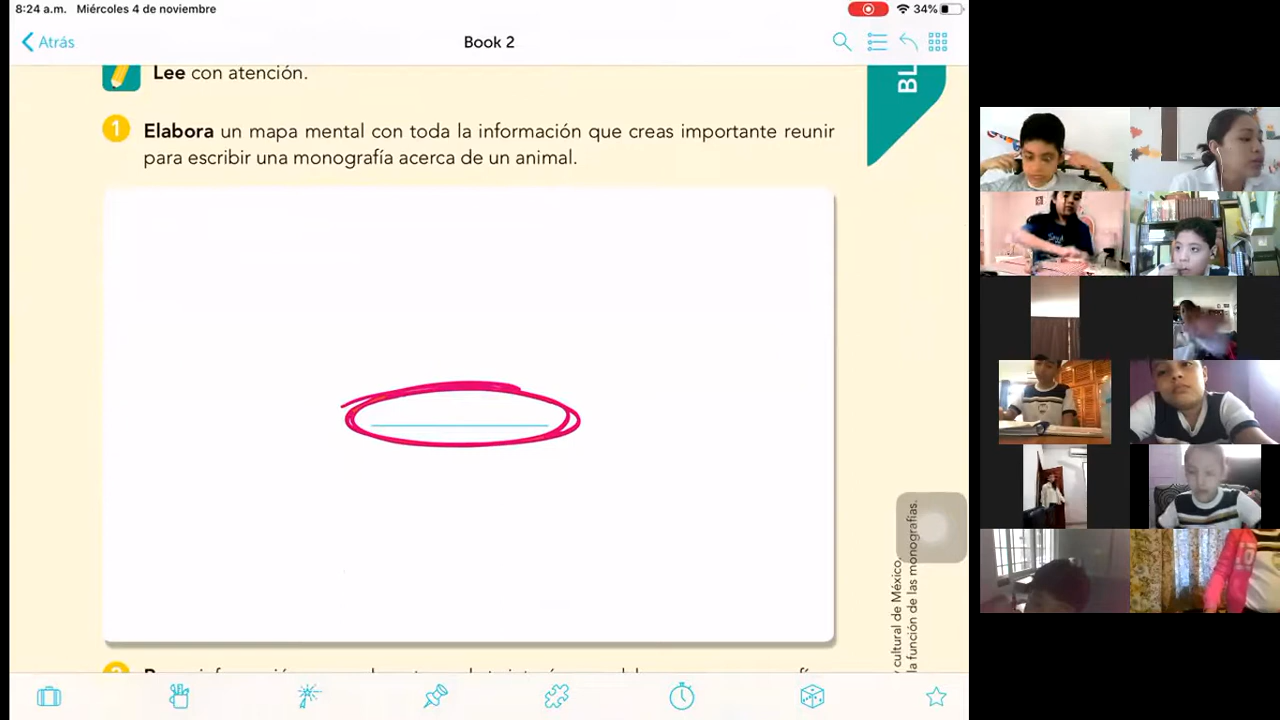 8:24 a.m. Miércoles 4 de noviembre
34%
Atrás
Book 2
Lee con atención.
BL
1 Elabora un mapa mental con toda la información que creas importante reunir
para escribir una monografía acerca de un animal.
y cultural de México,
la función de las monografías.